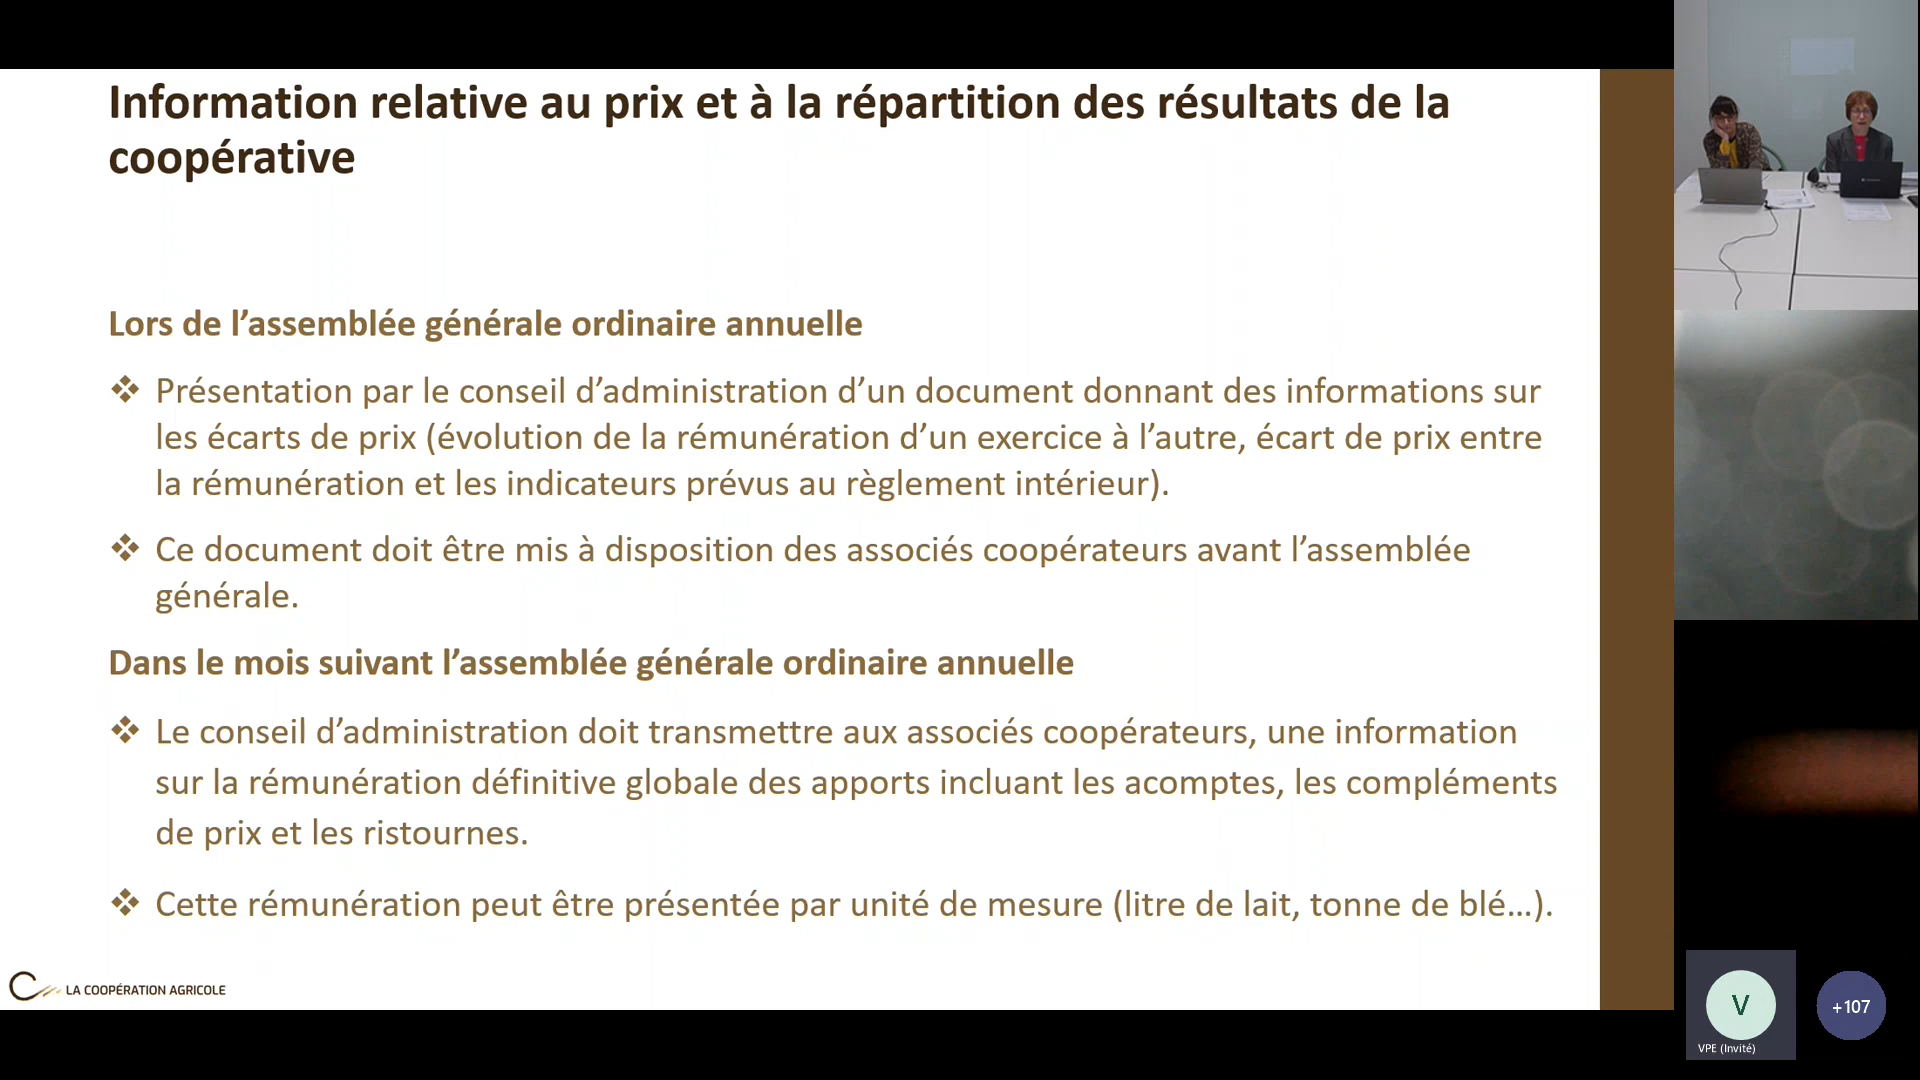 Information relative au prix et à la répartition des résultats de la
coopérative
Lors de l’assemblée générale ordinaire annuelle
❖ Présentation par le conseil d’administration d’un document donnant des informations sur
les écarts de prix (évolution de la rémunération d’un exercice à l’autre, écart de prix entre
la rémunération et les indicateurs prévus au règlement intérieur).
❖ Ce document doit être mis à disposition des associés coopérateurs avant l’assemblée
générale.
Dans le mois suivant l’assemblée générale ordinaire annuelle
❖ Le conseil d’administration doit transmettre aux associés coopérateurs, une information
sur la rémunération définitive globale des apports incluant les acomptes, les compléments
de prix et les ristournes.
❖ Cette rémunération peut être présentée par unité de mesure (litre de lait, tonne de blé…).
LA COOPÉRATION AGRICOLE
V
VPE (Invité)
+107